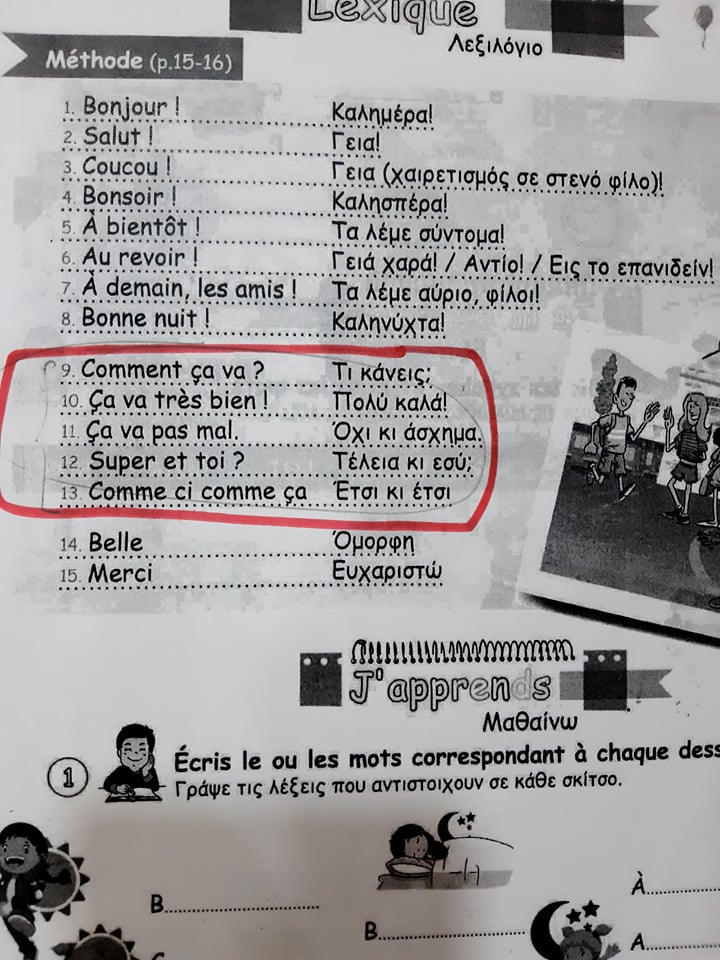 Lexique
Λεξιλόγιο
Méthode (p.15-16)
1. Bonjour ! Καλημέρα!
2. Salut ! Γεια!
3. Coucou ! Γεια (χαιρετισμός σε στενό φίλο)!
4. Bonsoir ! Καλησπέρα!
5. À bientôt ! Τα λέμε σύντομα!
6. Au revoir ! Γειά χαρά! / Αντίο! / Εις το επανιδείν!
7. À demain, les amis ! Τα λέμε αύριο, φίλοι!
8. Bonne nuit ! Καληνύχτα!
9. Comment ça va ? Τι κάνεις;
10. Ça va très bien ! Πολύ καλά!
11. Ça va pas mal. Όχι κι άσχημα.
12. Super et toi ? Τέλεια κι εσύ;
13. Comme ci comme ça Έτσι κι έτσι
14. Belle Όμορφη
15. Merci Ευχαριστώ
J'apprends
Μαθαίνω
1 Écris le ou les mots correspondant à chaque dess
Γράψε τις λέξεις που αντιστοιχουν σε κάθε σκίτσο.
À
B
B
A